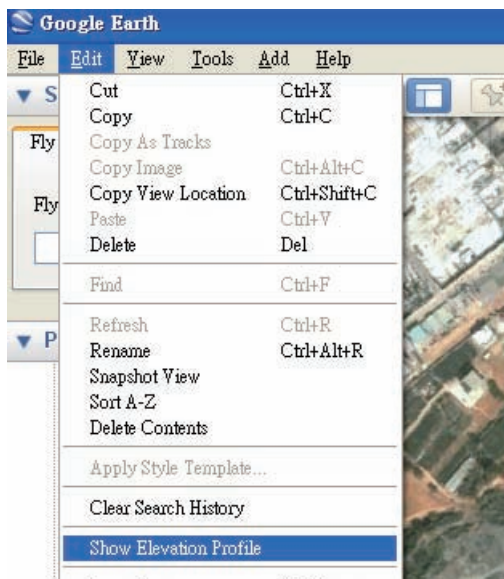 Google Earth
File Edit View Tools Add Help
S
Cut Ctrl+X
Copy Ctrl+C
Fly
Copy As Tracks
Copy Image Ctrl+Alt+C
Fly
Copy View Location Ctrl+Shift+C
Paste Ctrl+V
Delete Del
Find Ctrl+F
Refresh Ctrl+R
P
Rename Ctrl+Alt+R
Snapshot View
Sort A-Z
Delete Contents
Apply Style Template...
Clear Search History
Show Elevation Profile